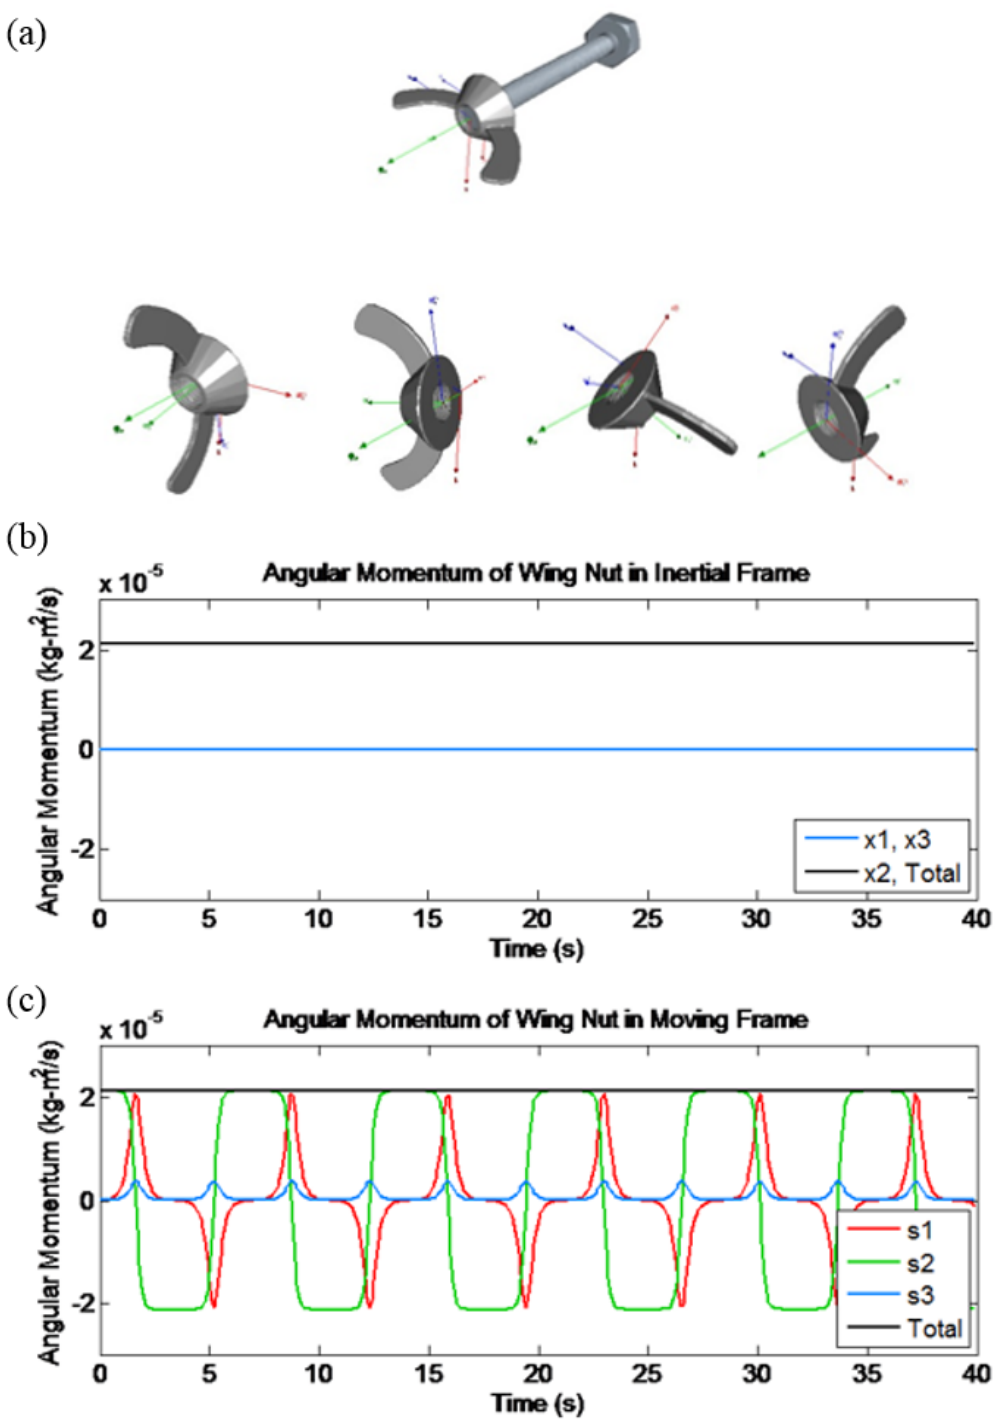 (a)
(b)
x 10-5
Angular Momentum of Wing Nut in Inertial Frame
Angular Momentum (kg-m2/s)
2
0
-2
x1, x3
x2, Total
0 5 10 15 20 25 30 35 40
Time (s)
(c)
x 10-5
Angular Momentum of Wing Nut in Moving Frame
Angular Momentum (kg-m2/s)
2
0
-2
s1
s2
s3
Total
0 5 10 15 20 25 30 35 40
Time (s)